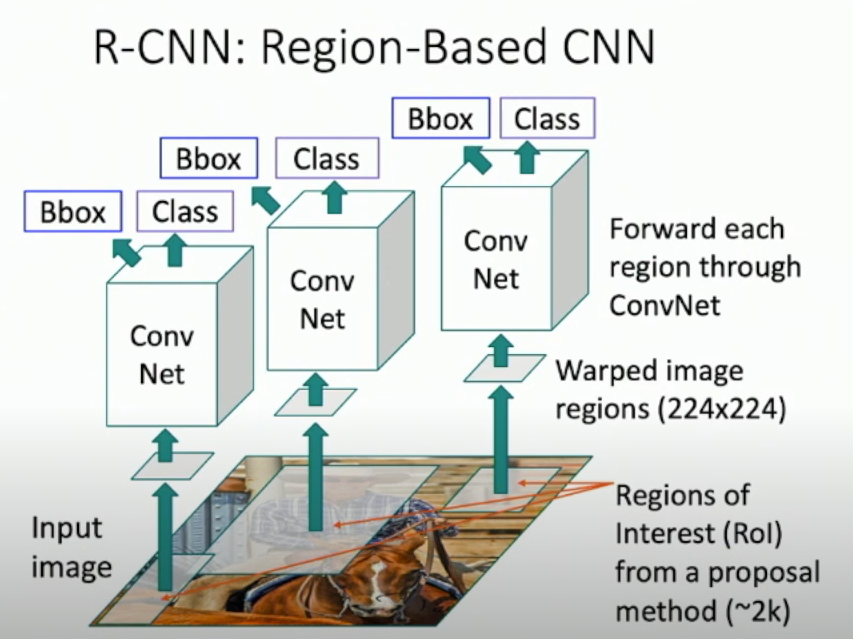 R-CNN: Region-Based CNN
Bbox
Class
Bbox
Class
Bbox
Class
Conv
Net
Conv
Net
Conv
Net
Forward each
region through
ConvNet
Warped image
regions (224x224)
Input
image
Regions of
Interest (RoI)
from a proposal
method (~2k)